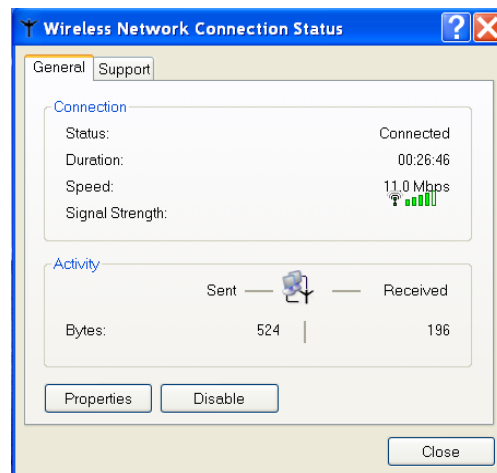 Wireless Network Connection Status
General Support
Connection
Status: Connected
Duration: 00:26:46
Speed: 11.0 Mbps
Signal Strength:
Activity
Sent Received
Bytes: 524 196
Properties Disable
Close